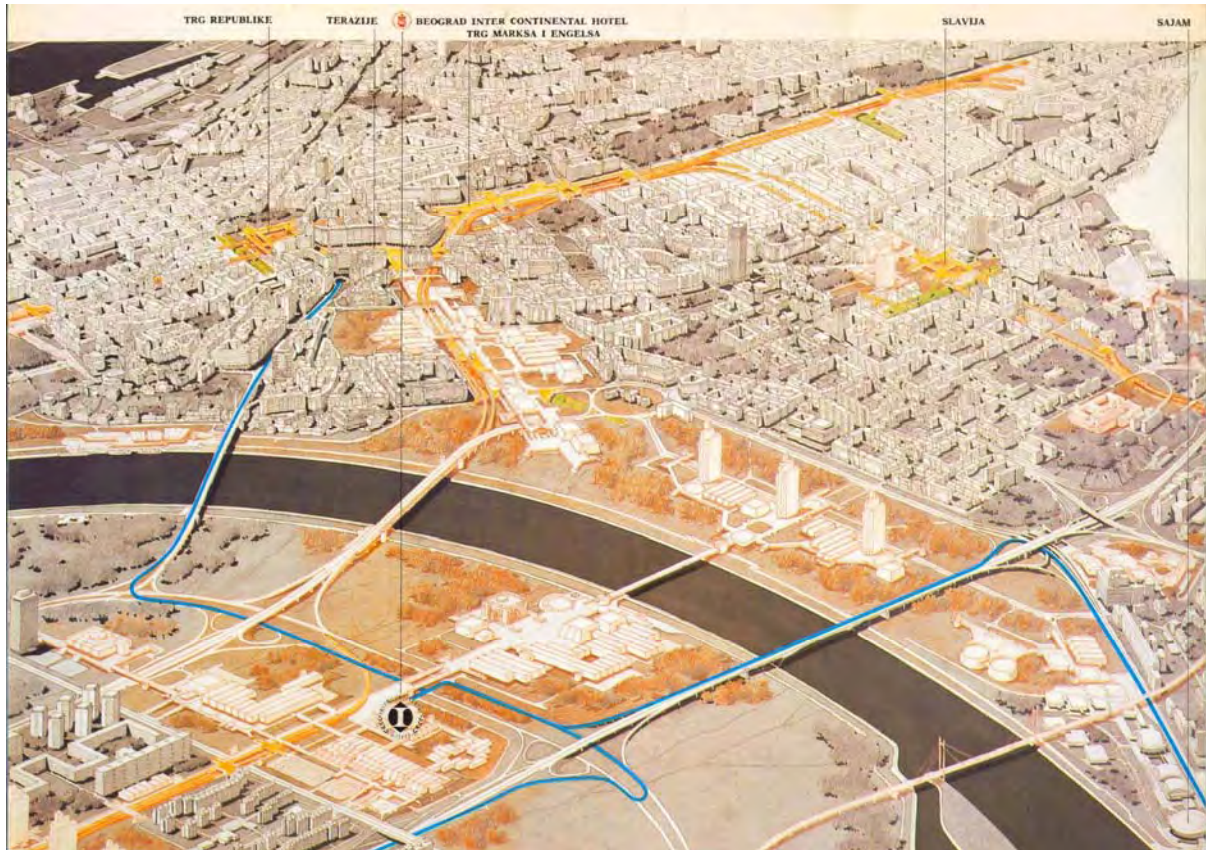 TRG REPUBLIKE
TERAZIJE
BEOGRAD INTER CONTINENTAL HOTEL
TRG MARKSA I ENGELSA
SLAVIJA
SAJAM
I